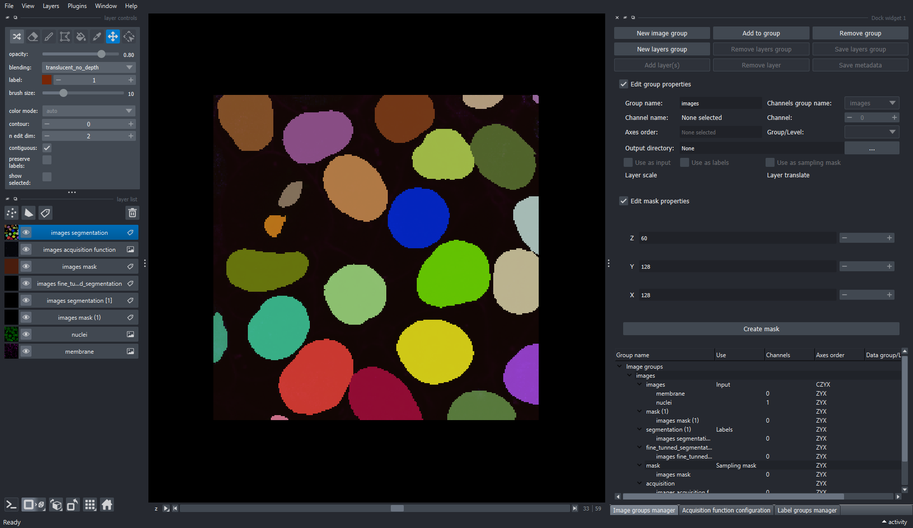 File View Layers Plugins Window Help
layer controls
opacity: 0.80
blending: translucent_no_depth
label: 1
brush size: 10
color mode: auto
contour: 0
n edit dim: 2
contiguous:
preserve
labels:
show
selected:
layer list
images segmentation
images acquisition function
images mask
images fine_tu...d_segmentation
images segmentation [1]
images mask (1)
nuclei
membrane
z 33 59
Ready
Dock widget 1
New image group Add to group Remove group
New layers group Remove layers group Save layers group
Add layer(s) Remove layer Save metadata
Edit group properties
Group name: images Channels group name: images
Channel name: None selected Channel: 0
Axes order: None selected Group/Level:
Output directory: None ...
Use as input Use as labels Use as sampling mask
Layer scale Layer translate
Edit mask properties
Z 60
Y 128
X 128
Create mask
Group name Use Channels Axes order Data group/L
Image groups
images
images Input CZYX
membrane 0 ZYX
nuclei 1 ZYX
mask (1) ZYX
images mask (1) 0 ZYX
segmentation (1) Labels ZYX
images segmentati... 0 ZYX
fine_tunned_segmentat... ZYX
images fine_tunned... 0 ZYX
mask Sampling mask ZYX
images mask 0 ZYX
acquisition ZYX
images acquisition f... 0 ZYX
Image groups manager Acquisition function configuration Label groups manager
activity